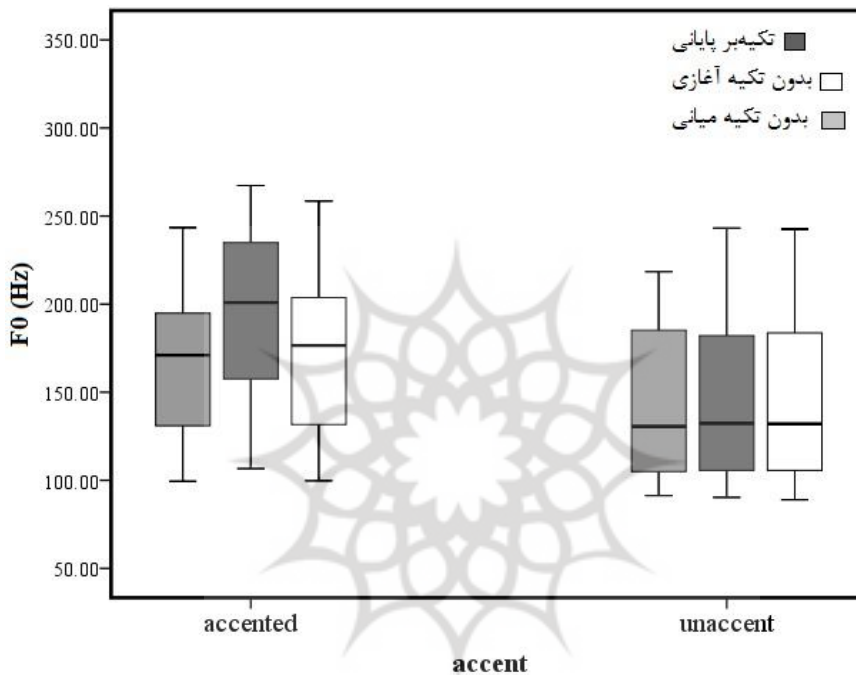 350.00
300.00
250.00
200.00
150.00
100.00
50.00
F0 (Hz)
تکیه‌بر پایانی
بدون تکیه آغازی
بدون تکیه میانی
accented
unaccent
accent